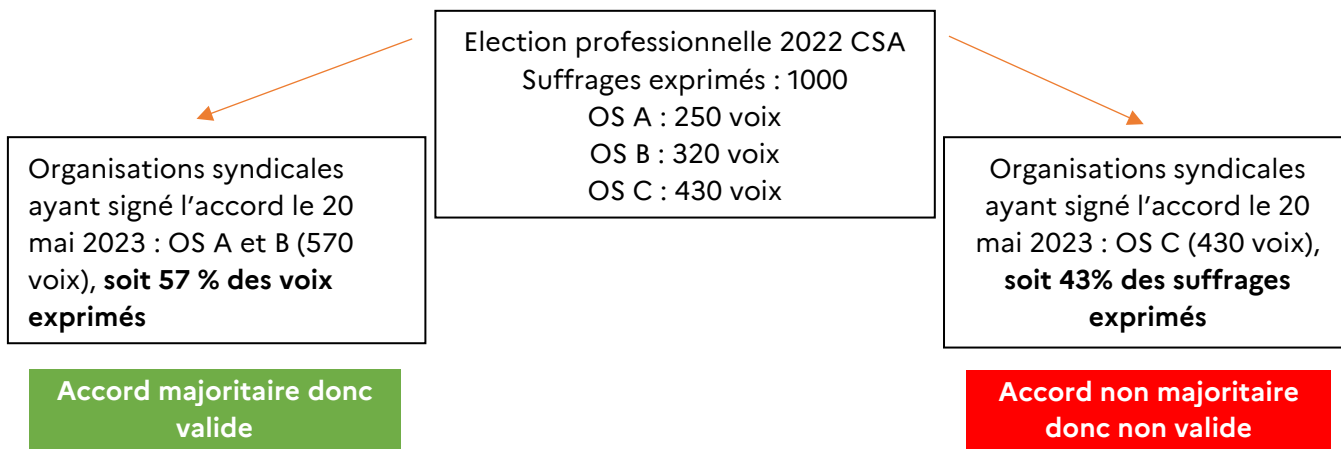 Election professionnelle 2022 CSA
Suffrages exprimés : 1000
OS A : 250 voix
OS B : 320 voix
OS C : 430 voix
Organisations syndicales
ayant signé l’accord le 20
mai 2023 : OS A et B (570
voix), soit 57 % des voix
exprimés
Organisations syndicales
ayant signé l’accord le 20
mai 2023 : OS C (430 voix),
soit 43% des suffrages
exprimés
Accord majoritaire donc
valide
Accord non majoritaire
donc non valide